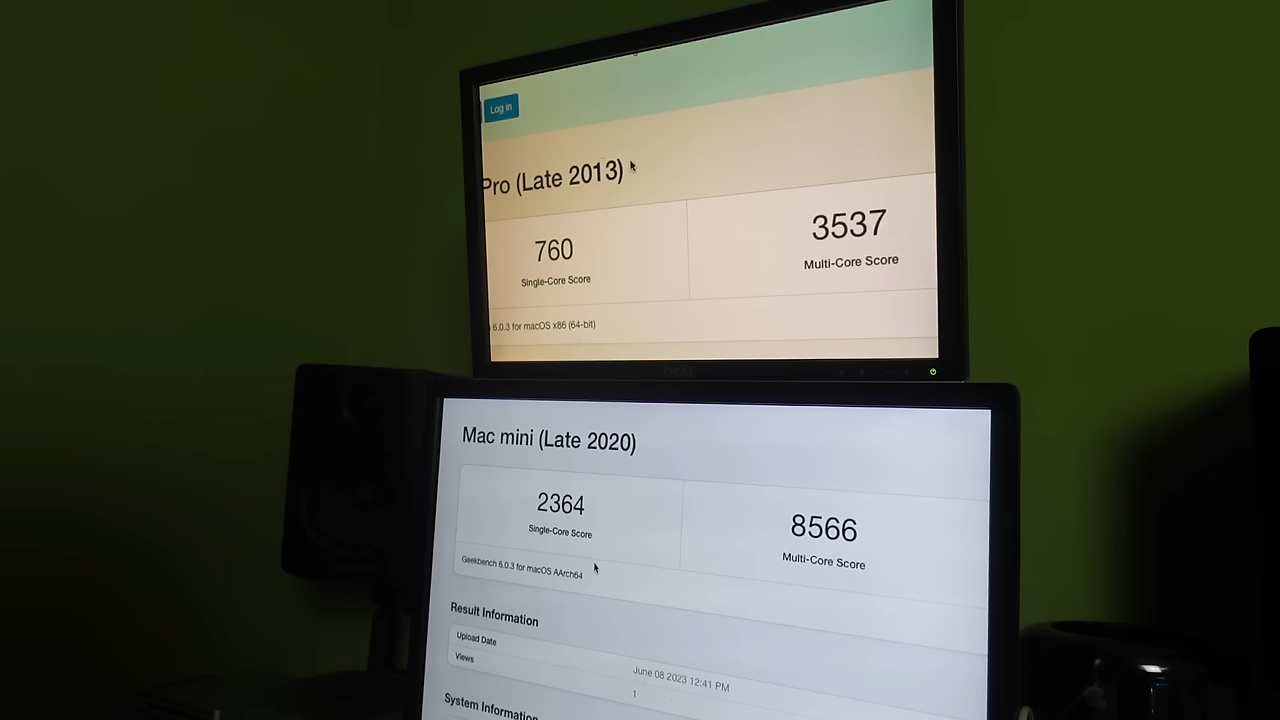 Log in
Pro (Late 2013)
760
Single-Core Score
3537
Multi-Core Score
6.0.3 for macOS x86 (64-bit)
DELL
Mac mini (Late 2020)
2364
Single-Core Score
8566
Multi-Core Score
Geekbench 6.0.3 for macOS AArch64
Result Information
Upload Date
June 08 2023 12:41 PM
Views
1
System Information